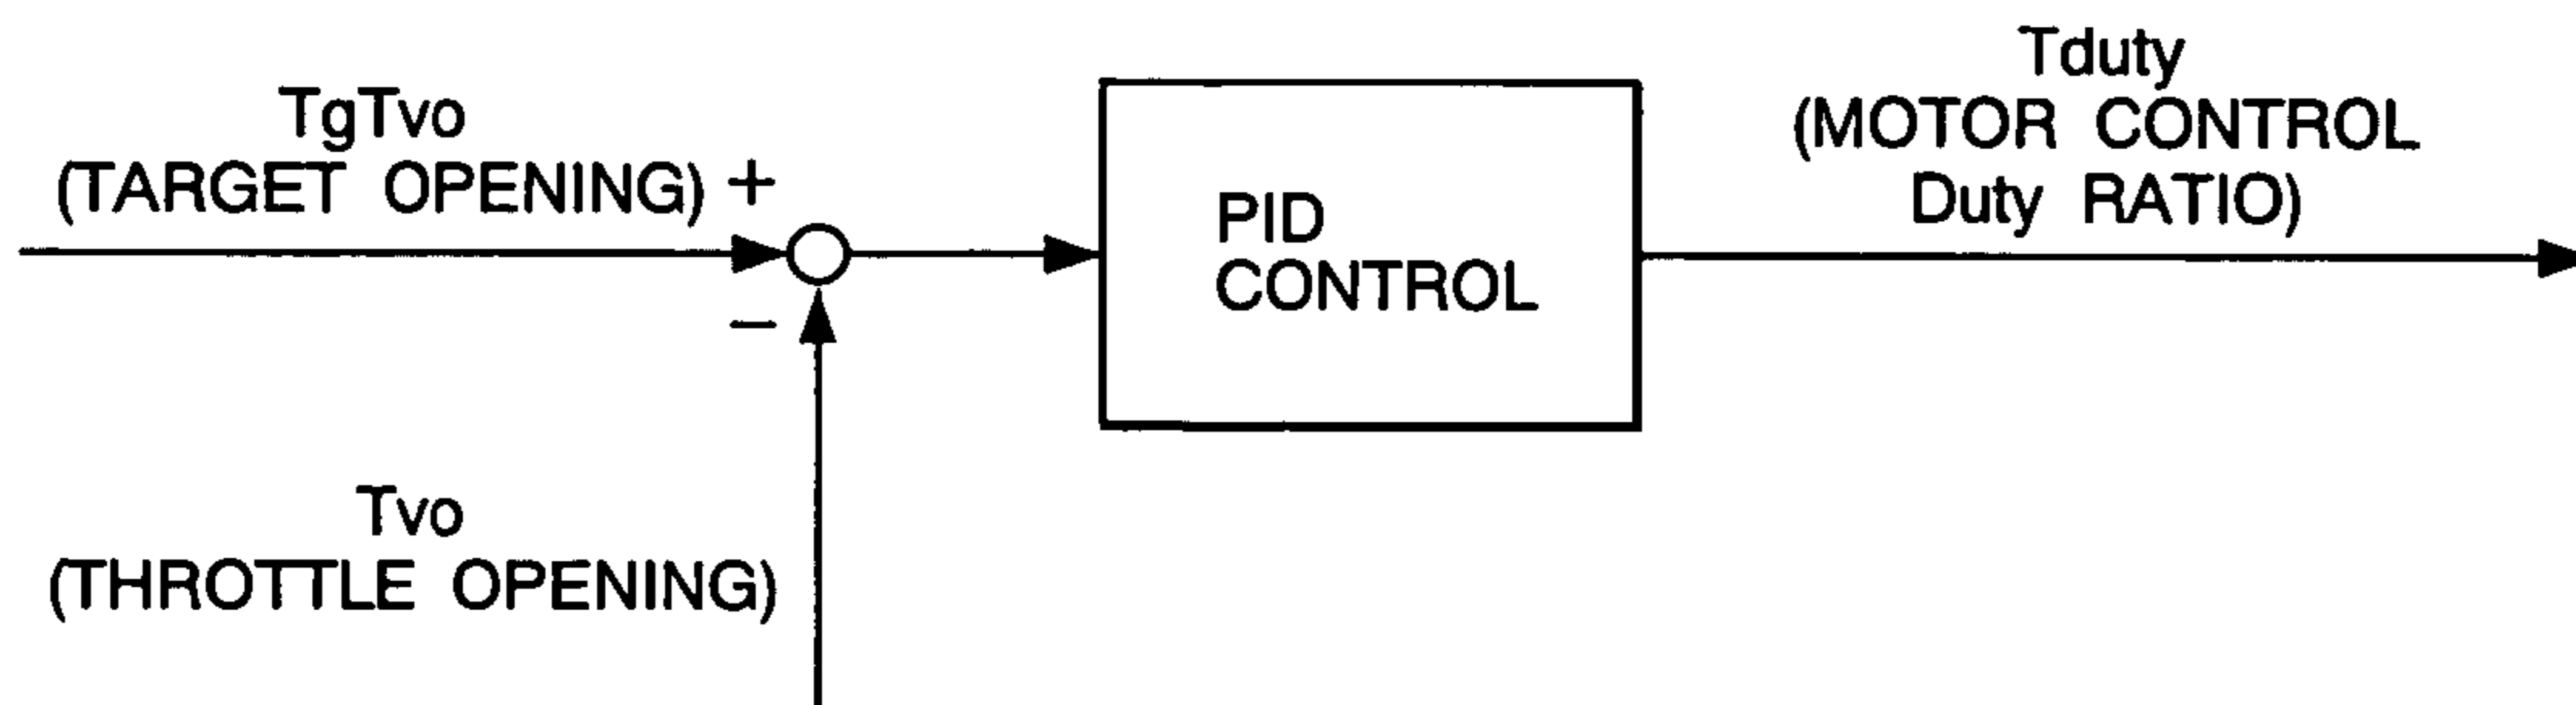 TgTvo
(TARGET OPENING)
+
−
Tvo
(THROTTLE OPENING)
PID
CONTROL
Tduty
(MOTOR CONTROL
Duty RATIO)